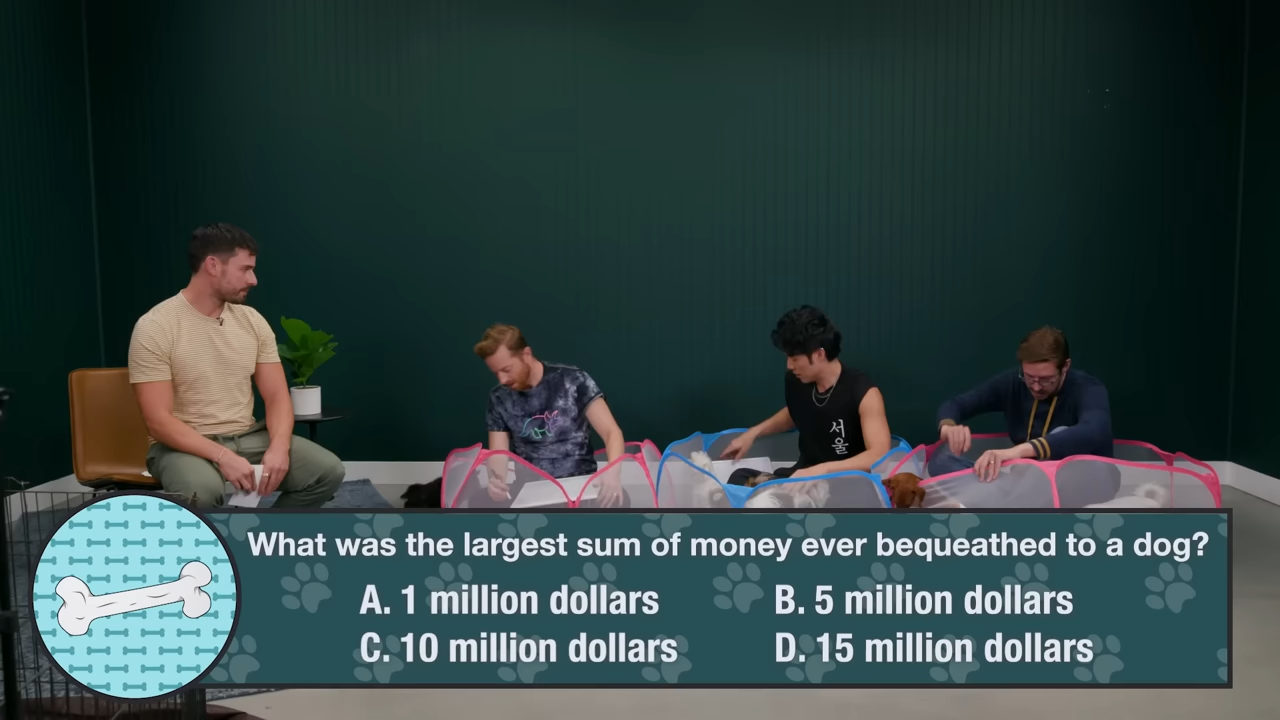 서울
What was the largest sum of money ever bequeathed to a dog?
A. 1 million dollars
B. 5 million dollars
C. 10 million dollars
D. 15 million dollars